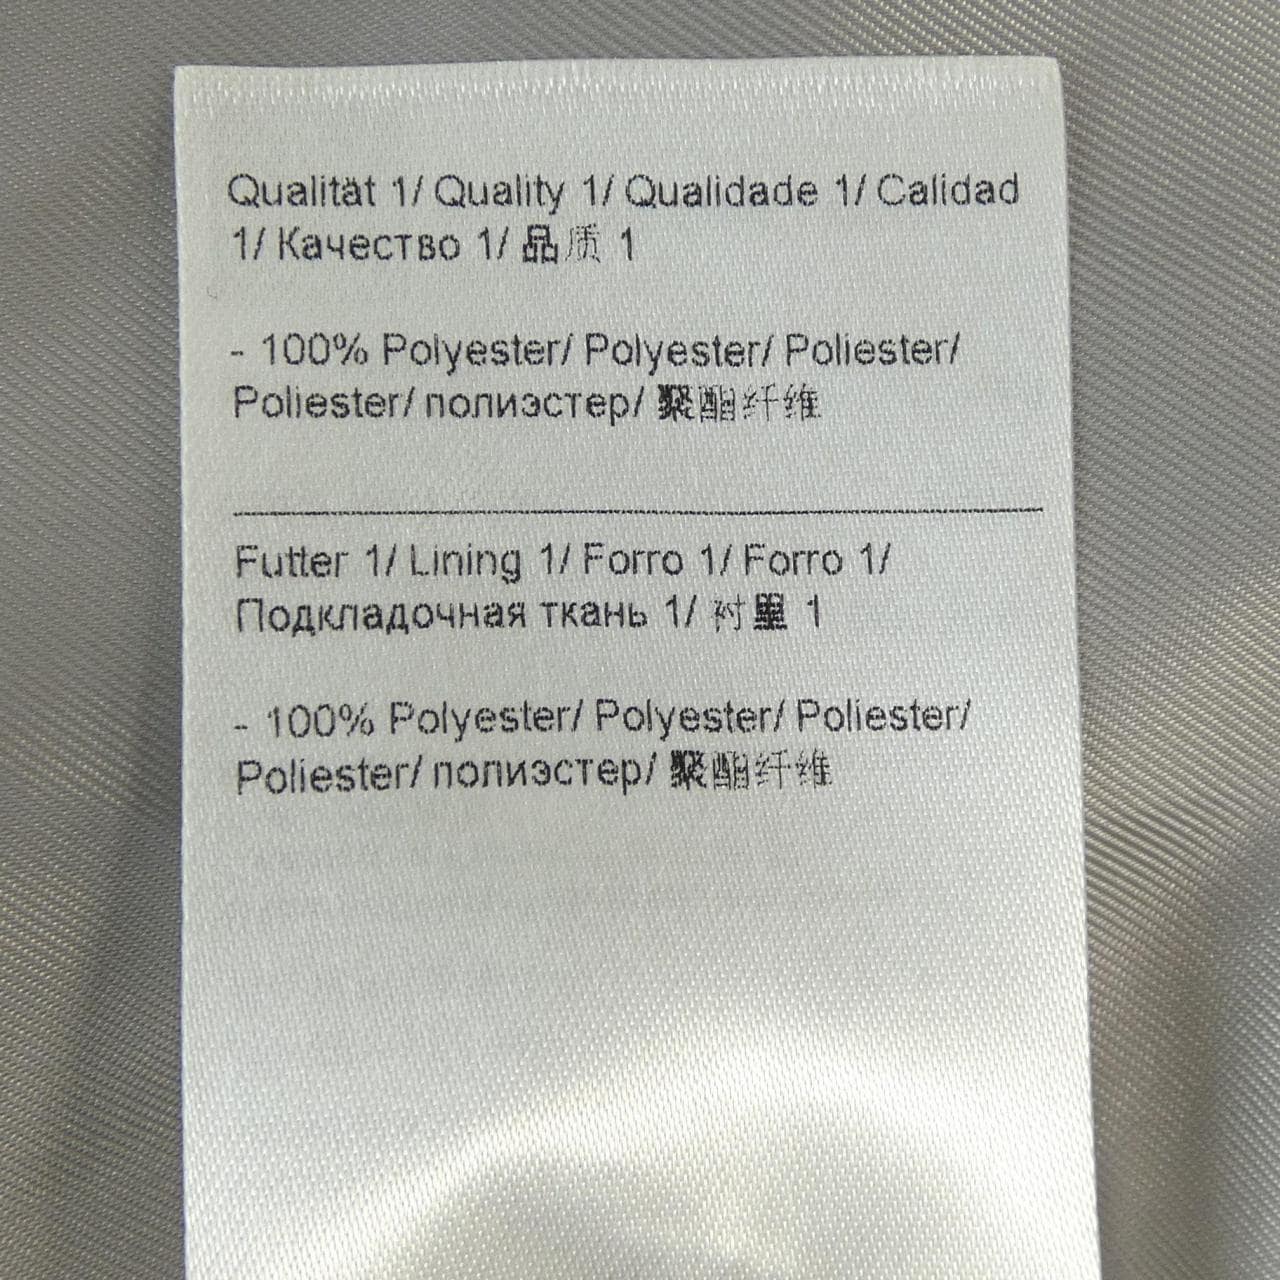 Qualität 1/ Quality 1/ Qualidade 1/ Calidad
1/ Качество 1/ 品质 1
- 100% Polyester/ Polyester/ Poliester/
Poliester/ полиэстер/ 聚酯纤维
Futter 1/ Lining 1/ Forro 1/ Forro 1/
Подкладочная ткань 1/ 衬里 1
- 100% Polyester/ Polyester/ Poliester/
Poliester/ полиэстер/ 聚酯纤维